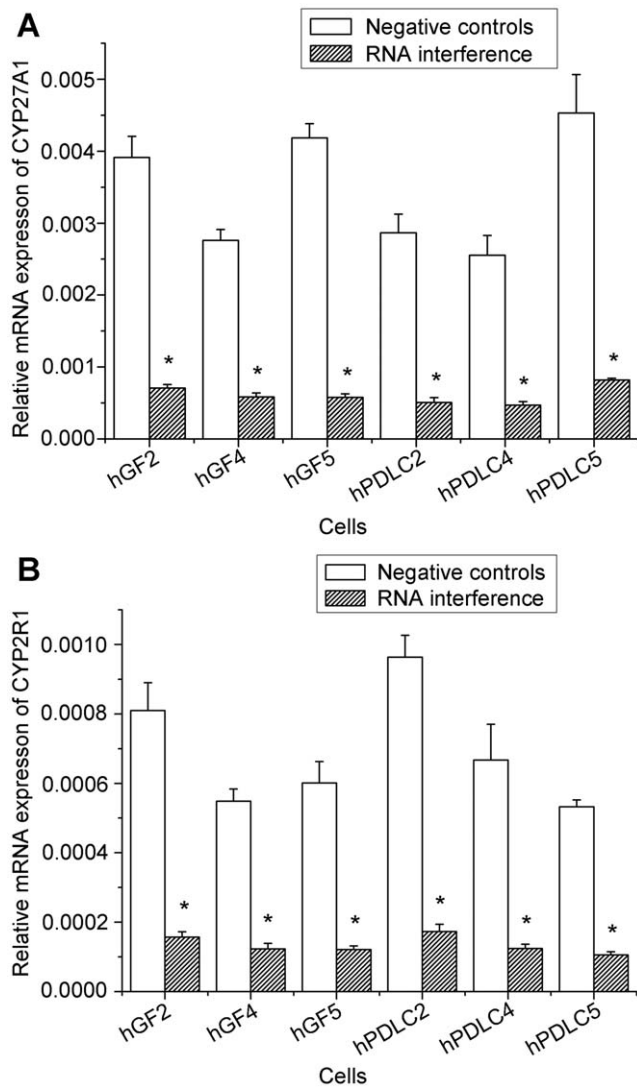 A
Negative controls
RNA interference
Relative mRNA expresson of CYP27A1
0.005
0.004
0.003
0.002
0.001
0.000
* * * * * *
hGF2 hGF4 hGF5 hPDLC2 hPDLC4 hPDLC5
Cells
B
Negative controls
RNA interference
Relative mRNA expresson of CYP2R1
0.0010
0.0008
0.0006
0.0004
0.0002
0.0000
* * * * * *
hGF2 hGF4 hGF5 hPDLC2 hPDLC4 hPDLC5
Cells